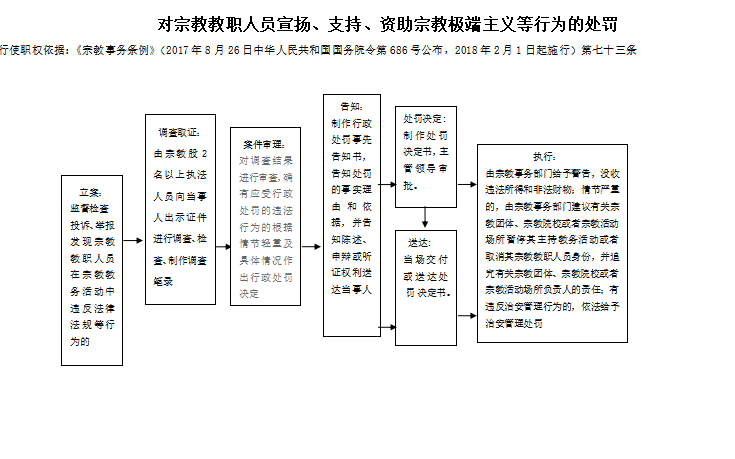 对宗教教职人员宣扬、支持、资助宗教极端主义等行为的处罚
行使职权依据:《宗教事务条例》（2017年8月26日中华人民共和国国务院令第686号公布，2018年2月1日起施行）第七十三条
立案:
监督检查
投诉、举报
发现宗教
教职人员
在宗教教
务活动中
违反法律
法规等行
为的
调查取证:
由宗教股2
名以上执法
人员向当事
人出示证件
进行调查、检
查、制作调查
笔录
案件审理:
对调查结果
进行审查,确
有应受行政
处罚的违法
行为的根据
情节轻重及
具体情况作
出行政处罚
决定
告知:
制作行政
处罚事先
告知书，
告知处罚
的事实理
由和依
据，并告
知陈述、
申辩或听
证权利送
达当事人
处罚决定:
制作处罚
决定书,主
管领导审
批。
送达:
当场交付
或送达处
罚决定书。
执行:
由宗教事务部门给予警告，没收
违法所得和非法财物；情节严重
的，由宗教事务部门建议有关宗
教团体、宗教院校或者宗教活动
场所暂停其主持教务活动或者
取消其宗教教职人员身份，并追
究有关宗教团体、宗教院校或者
宗教活动场所负责人的责任；有
违反治安管理行为的，依法给予
治安管理处罚